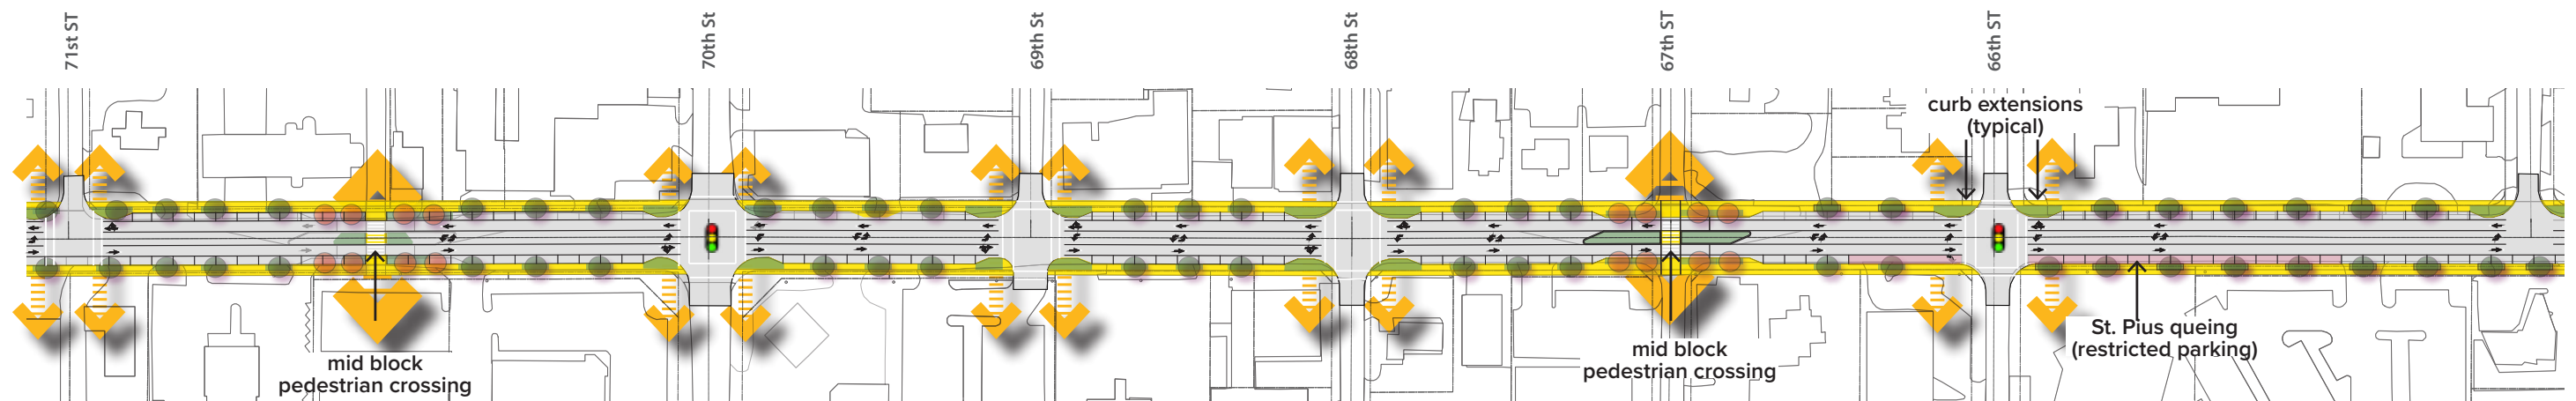 71st ST
70th St
69th St
68th St
67th ST
66th ST
curb extensions
(typical)
mid block
pedestrian crossing
mid block
pedestrian crossing
St. Pius queing
(restricted parking)